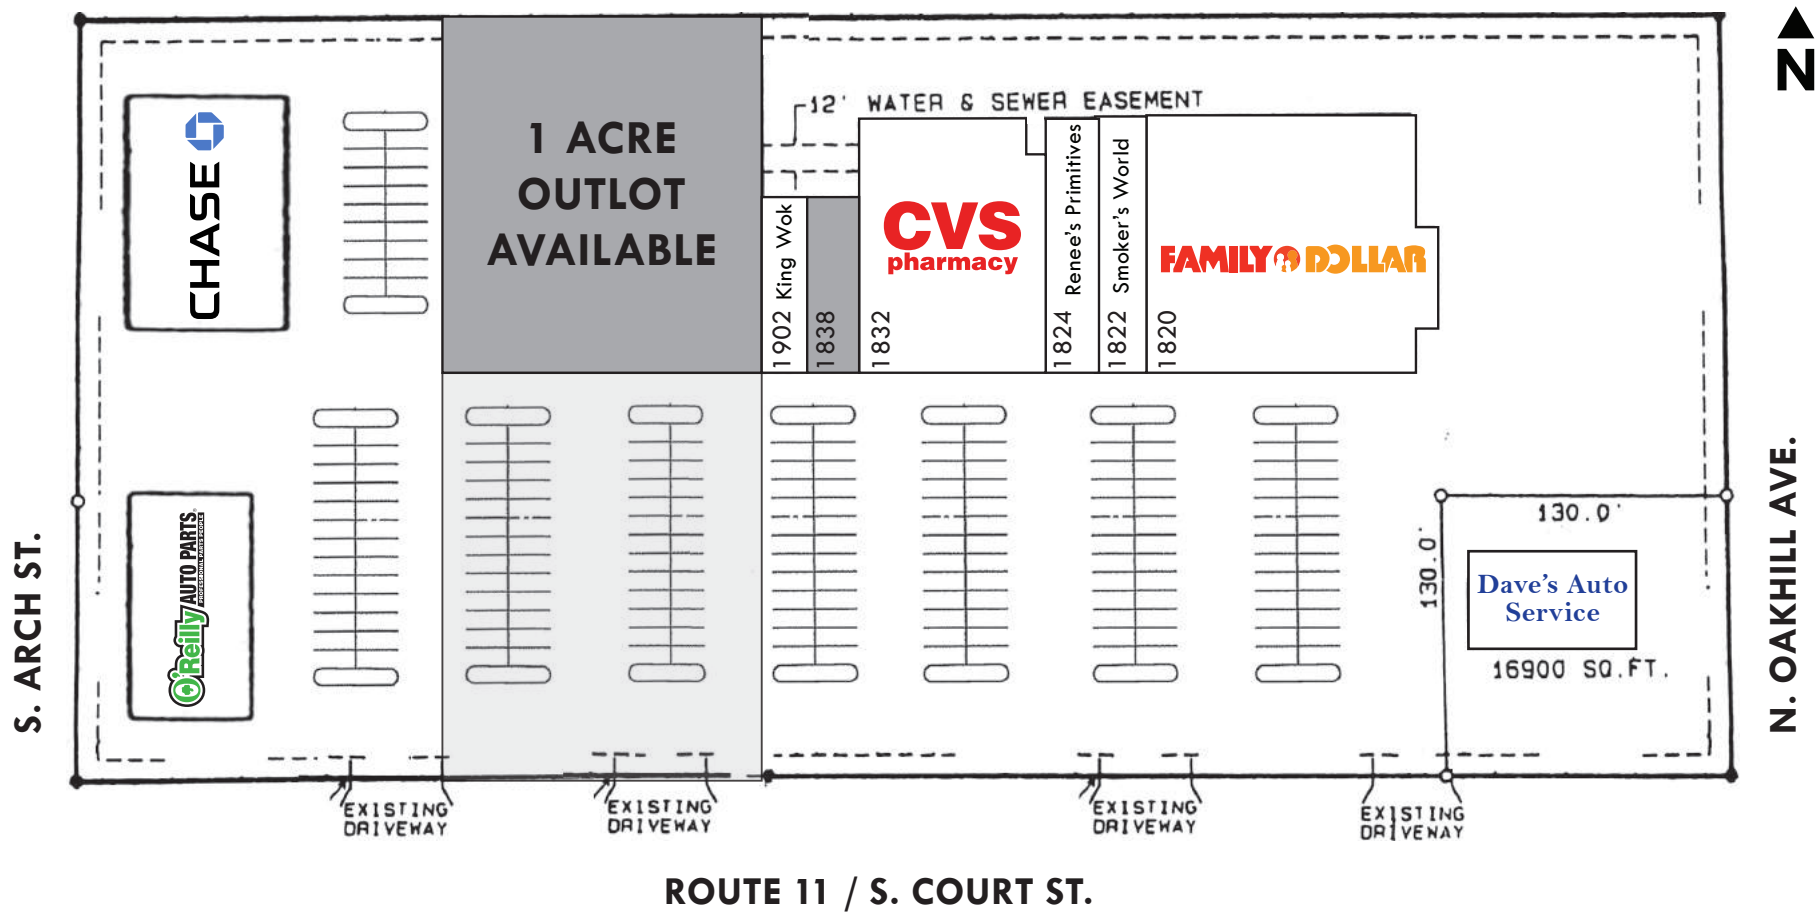 N
12' WATER & SEWER EASEMENT
CHASE
1 ACRE
OUTLOT
AVAILABLE
1902 King Wok
1838
1832
CVS
pharmacy
1824 Renee's Primitives
1822 Smoker's World
1820
FAMILY DOLLAR
S. ARCH ST.
O'Reilly AUTO PARTS
PROFESSIONAL PARTS PEOPLE
130.0'
130.0'
Dave's Auto
Service
16900 SQ.FT.
N. OAKHILL AVE.
EXISTING
DRIVEWAY
EXISTING
DRIVEWAY
EXISTING
DRIVEWAY
EXISTING
DRIVEWAY
ROUTE 11 / S. COURT ST.